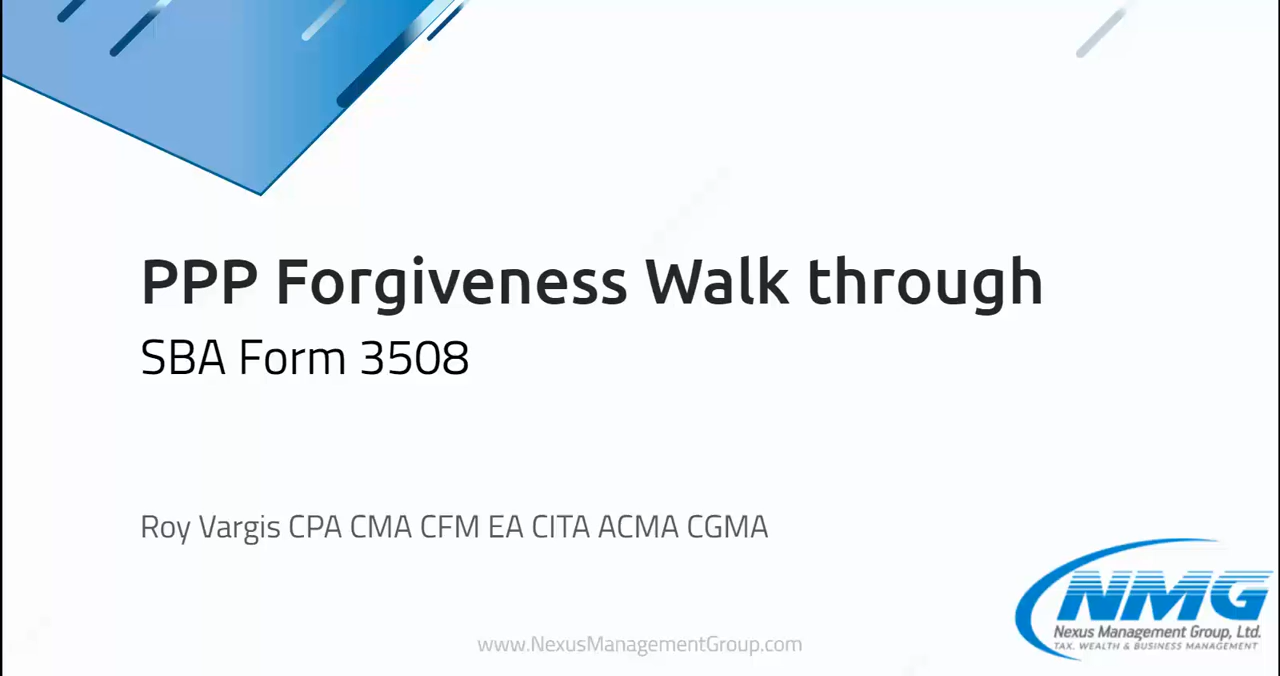 PPP Forgiveness Walk through
SBA Form 3508
Roy Vargis CPA CMA CFM EA CITA ACMA CGMA
www.NexusManagementGroup.com
NMG
Nexus Management Group, Ltd.
TAX, WEALTH & BUSINESS MANAGEMENT